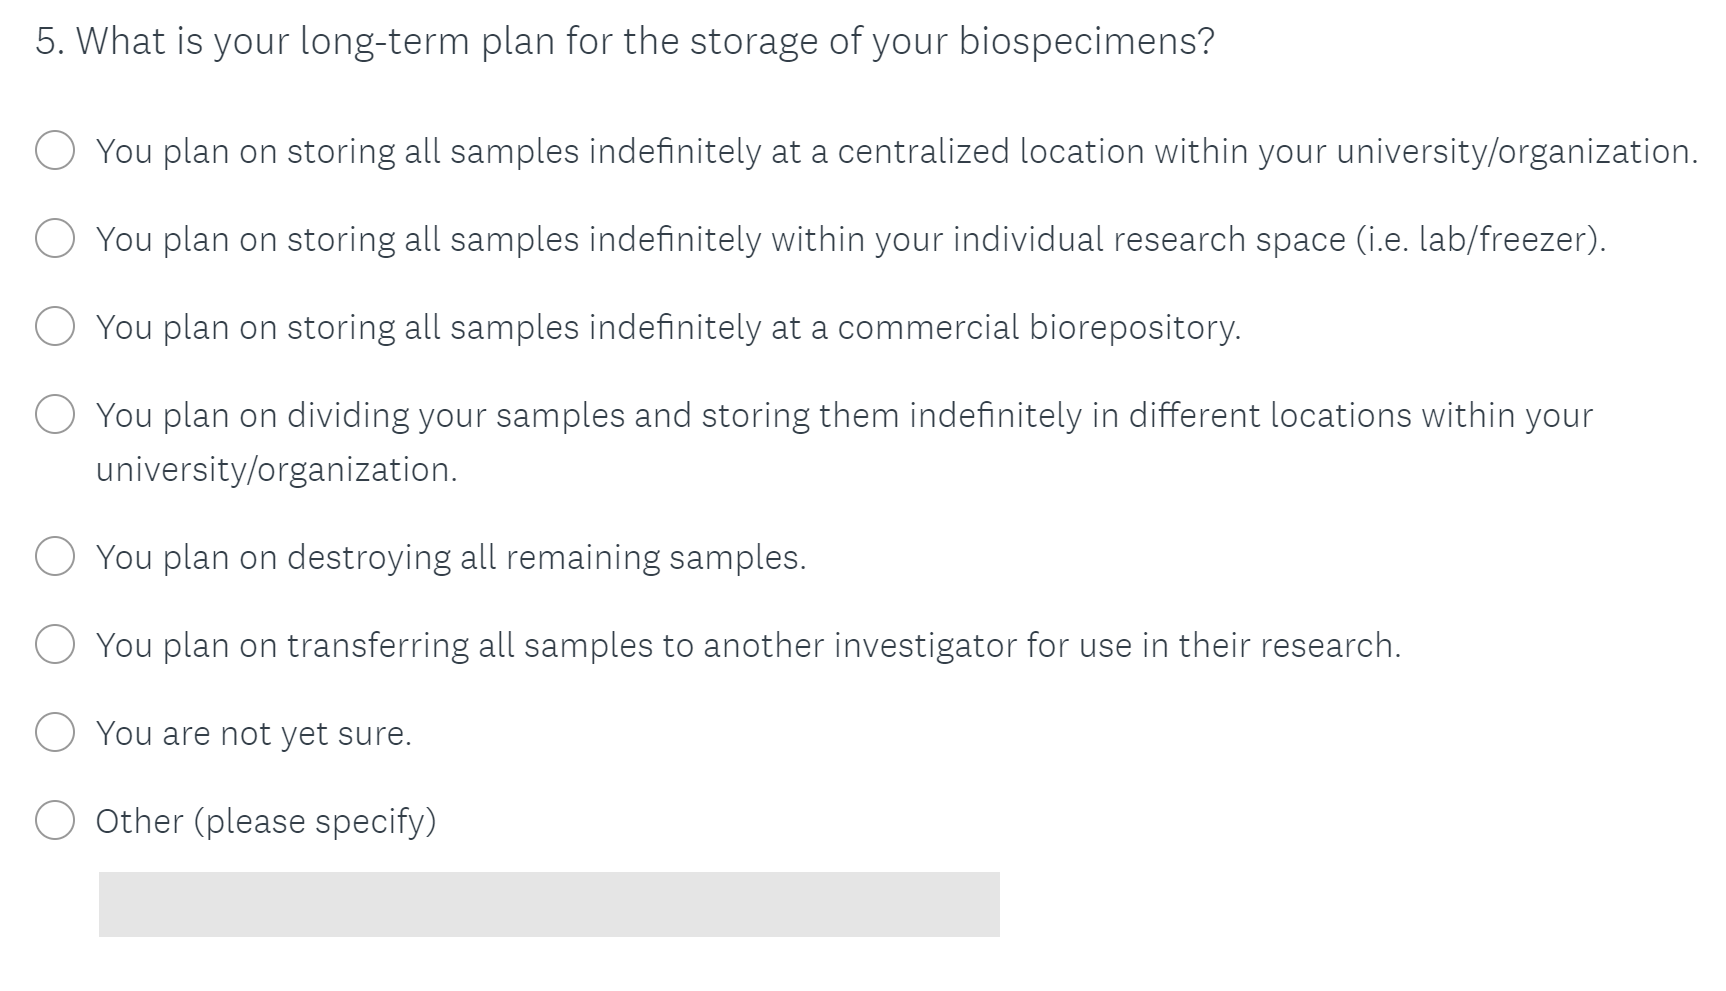 5. What is your long-term plan for the storage of your biospecimens?
You plan on storing all samples indefinitely at a centralized location within your university/organization.
You plan on storing all samples indefinitely within your individual research space (i.e. lab/freezer).
You plan on storing all samples indefinitely at a commercial biorepository.
You plan on dividing your samples and storing them indefinitely in different locations within your
university/organization.
You plan on destroying all remaining samples.
You plan on transferring all samples to another investigator for use in their research.
You are not yet sure.
Other (please specify)